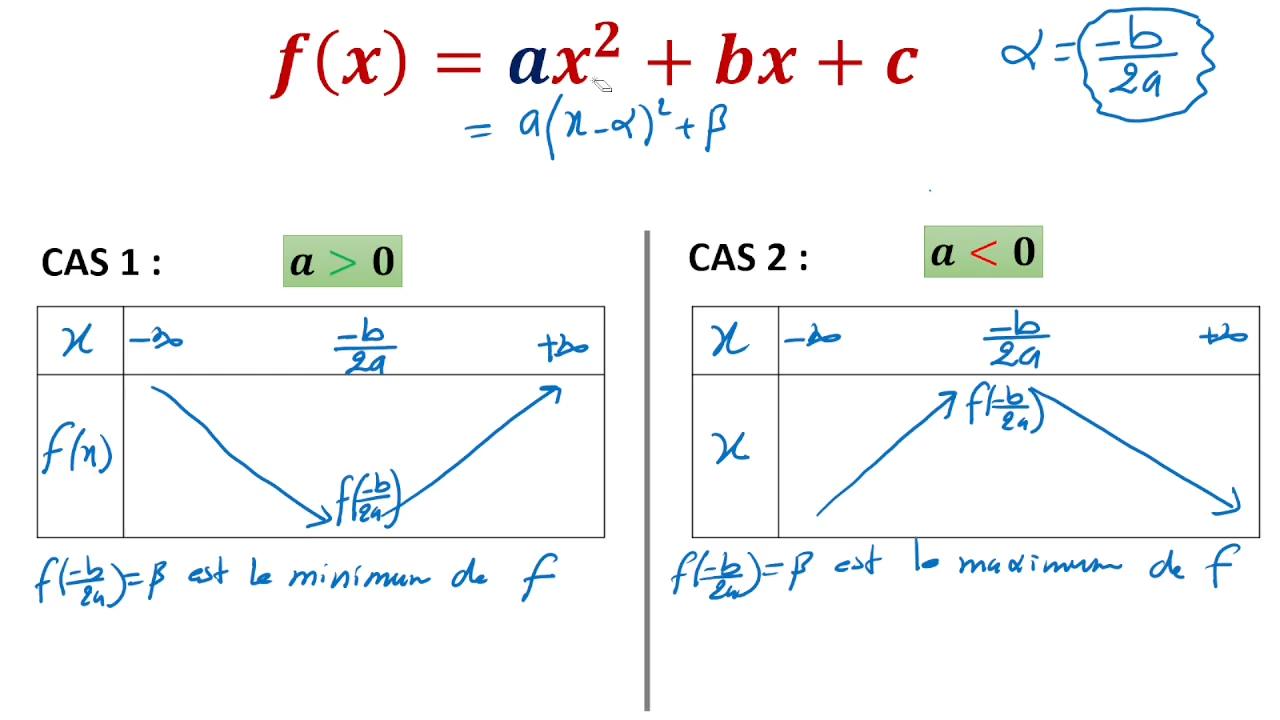 f(x) = ax² + bx + c
α = -b/2a
= a(x-α)² + β
CAS 1 : a > 0
x -∞ -b/2a +∞
f(x) f(-b/2a)
f(-b/2a) = β est le minimum de f
CAS 2 : a < 0
x -∞ -b/2a +∞
x f(-b/2a)
f(-b/2a) = β est le maximum de f